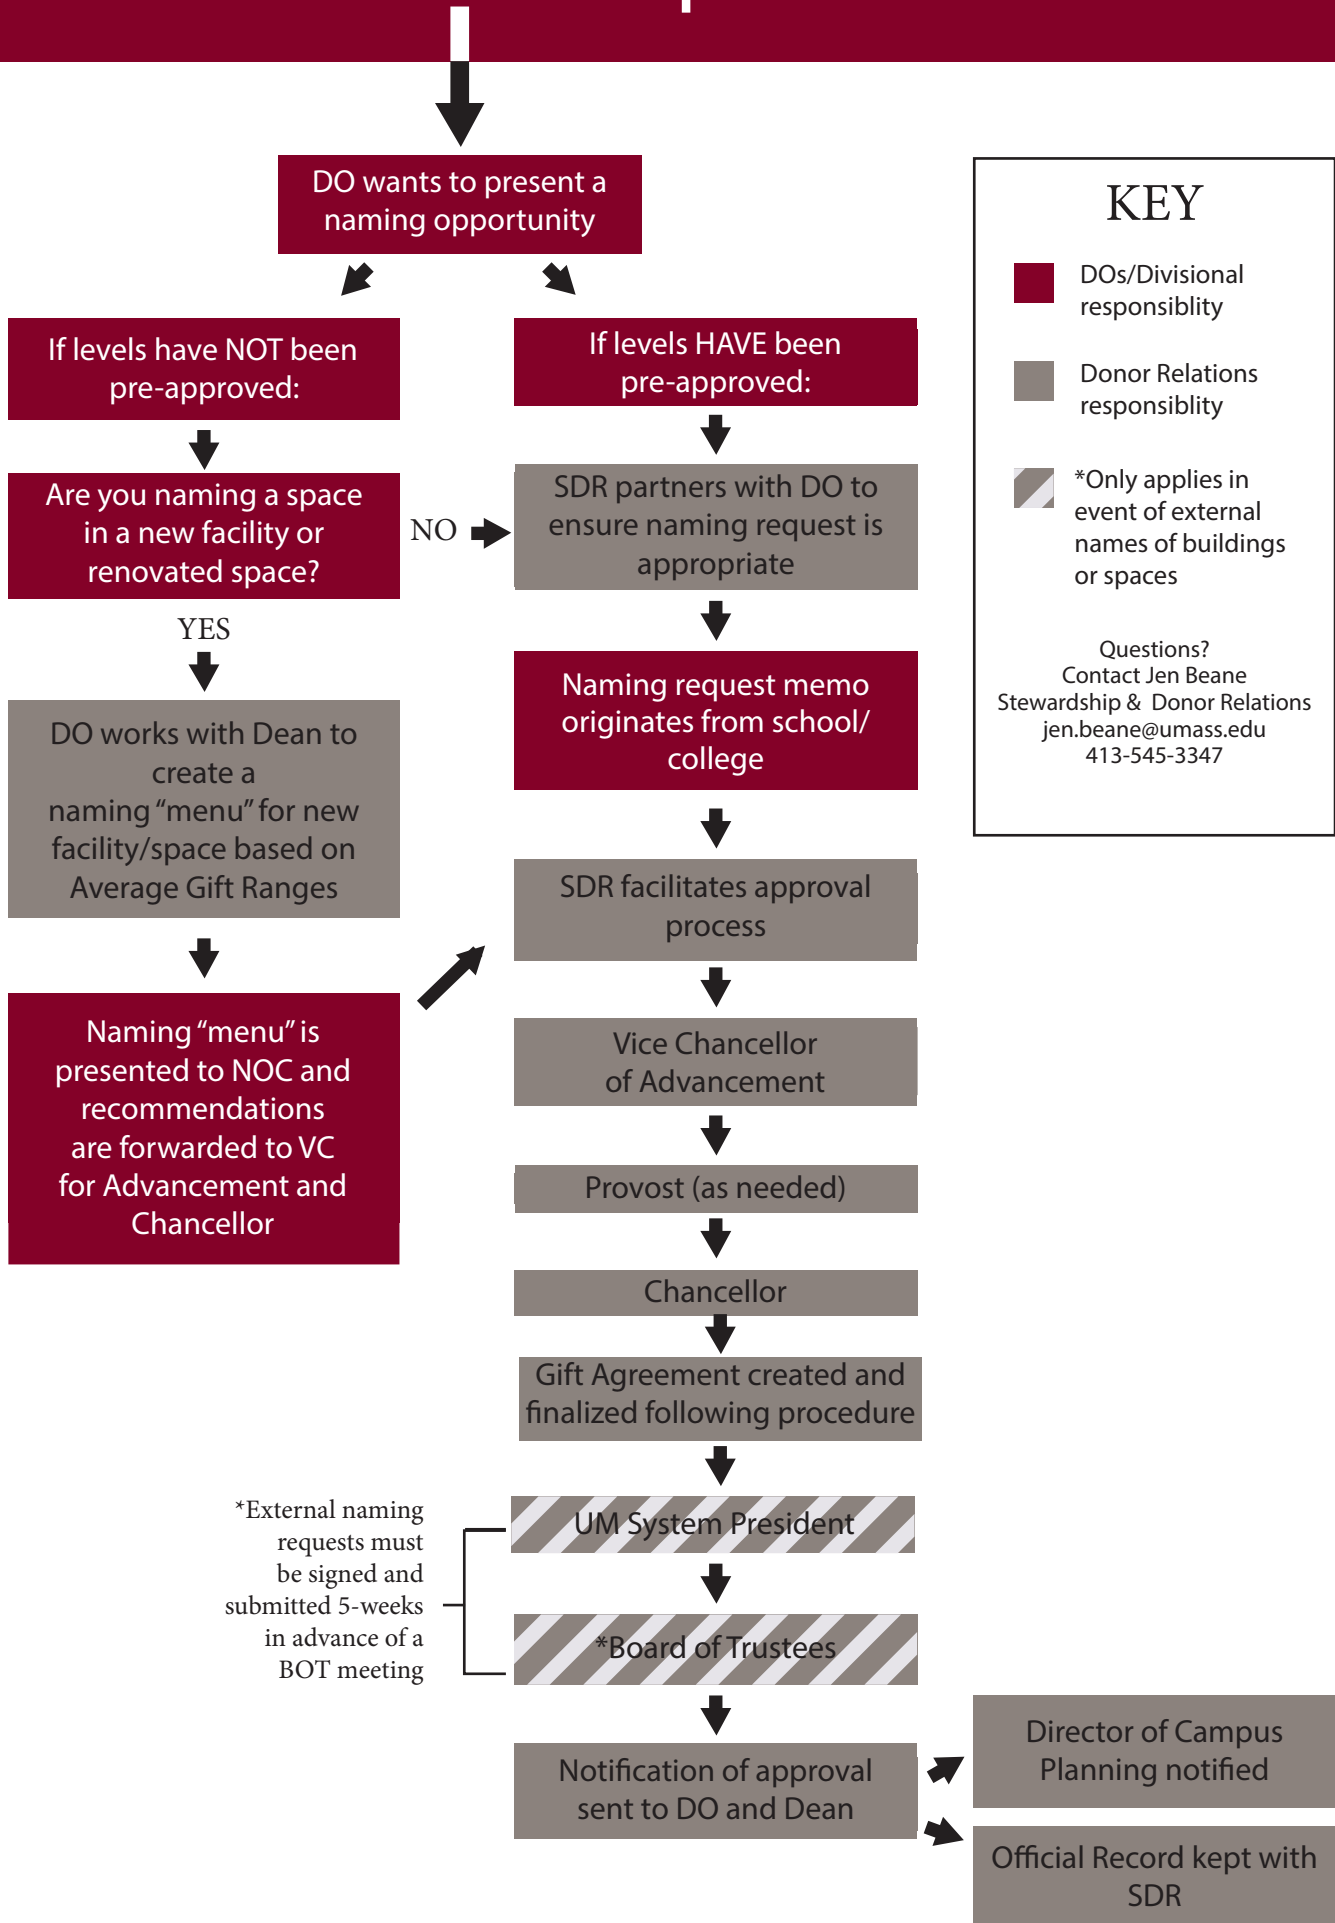 DO wants to present a
naming opportunity
If levels have NOT been
pre-approved:
If levels HAVE been
pre-approved:
Are you naming a space
in a new facility or
renovated space?
NO
SDR partners with DO to
ensure naming request is
appropriate
YES
DO works with Dean to
create a
naming “menu” for new
facility/space based on
Average Gift Ranges
Naming request memo
originates from school/
college
SDR facilitates approval
process
Naming “menu” is
presented to NOC and
recommendations
are forwarded to VC
for Advancement and
Chancellor
Vice Chancellor
of Advancement
Provost (as needed)
Chancellor
Gift Agreement created and
finalized following procedure
*External naming
requests must
be signed and
submitted 5-weeks
in advance of a
BOT meeting
UM System President
*Board of Trustees
Notification of approval
sent to DO and Dean
Director of Campus
Planning notified
Official Record kept with
SDR
KEY
DOs/Divisional
responsiblity
Donor Relations
responsiblity
*Only applies in
event of external
names of buildings
or spaces
Questions?
Contact Jen Beane
Stewardship & Donor Relations
jen.beane@umass.edu
413-545-3347